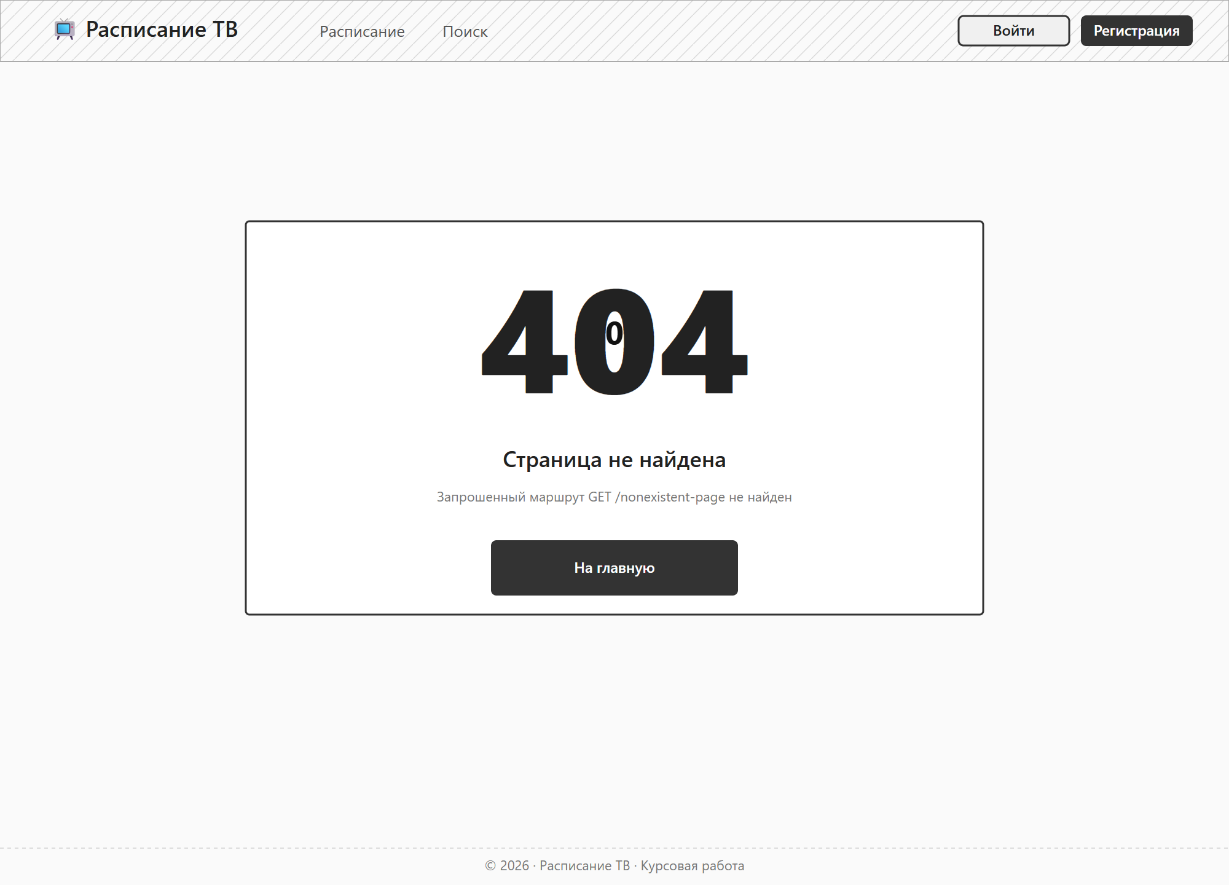 Расписание ТВ
Расписание
Поиск
Войти
Регистрация
404
0
Страница не найдена
Запрошенный маршрут GET /nonexistent-page не найден
На главную
© 2026 · Расписание ТВ · Курсовая работа